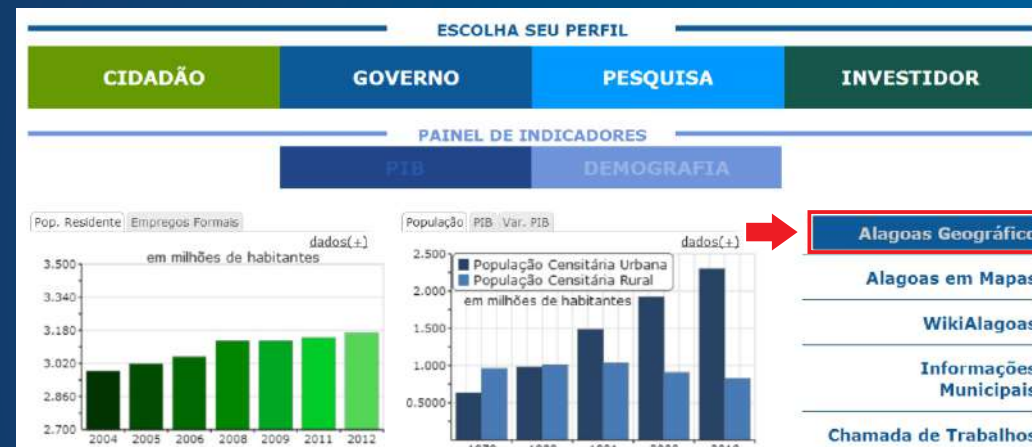 ESCOLHA SEU PERFIL
CIDADÃO GOVERNO PESQUISA INVESTIDOR
PAINEL DE INDICADORES
PIB DEMOGRAFIA
Pop. Residente Empregos Formais
dados(+)
em milhões de habitantes
3.500
3.340
3.180
3.020
2.860
2.700
2004 2005 2006 2008 2009 2011 2012
População PIB Var. PIB
dados(+)
População Censitária Urbana
População Censitária Rural
em milhões de habitantes
2.500
2.000
1.500
1.000
0.5000
Alagoas Geográfico
Alagoas em Mapas
WikiAlagoas
Informações
Municipais
Chamada de Trabalho